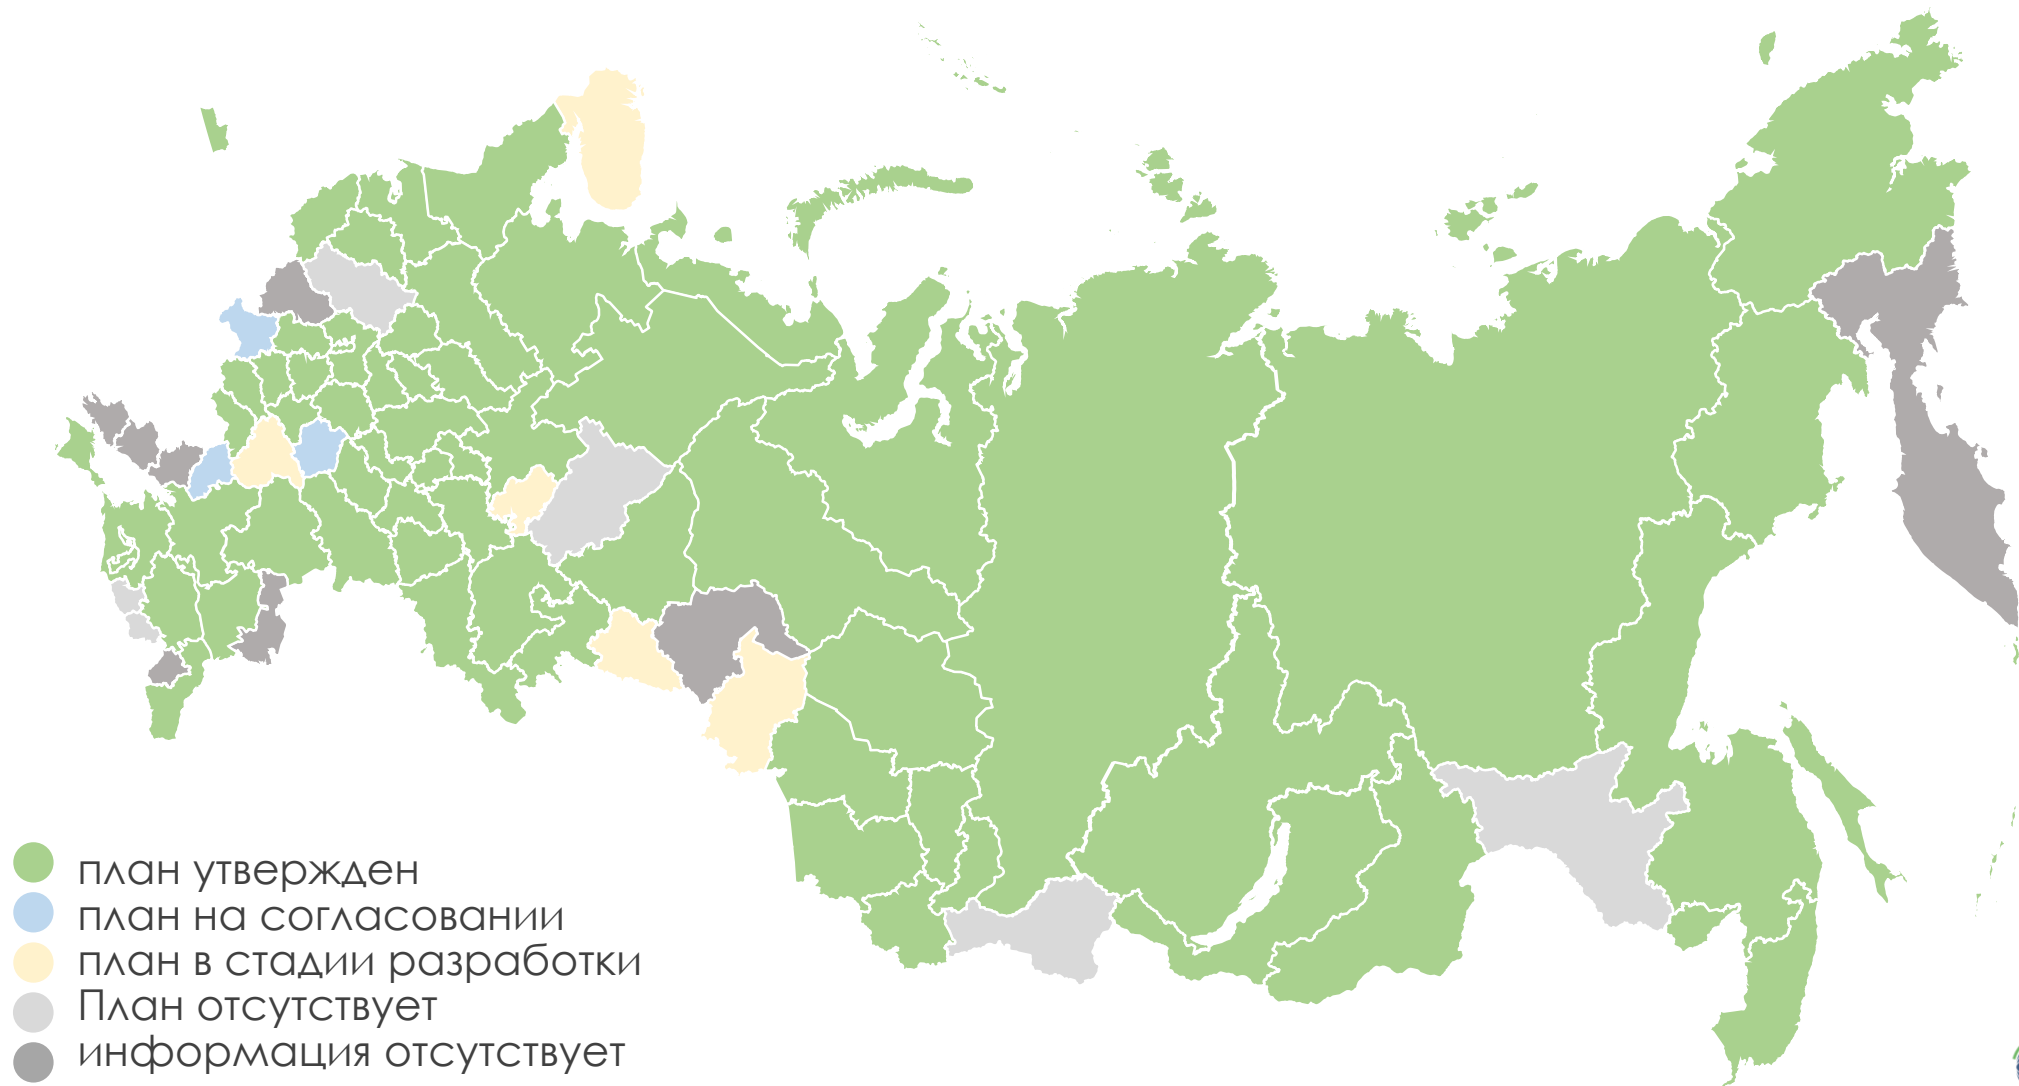 план утвержден
план на согласовании
план в стадии разработки
План отсутствует
информация отсутствует